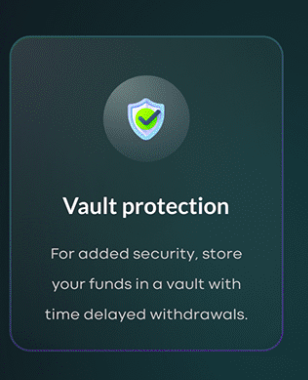 Vault protection
For added security, store
your funds in a vault with
time delayed withdrawals.